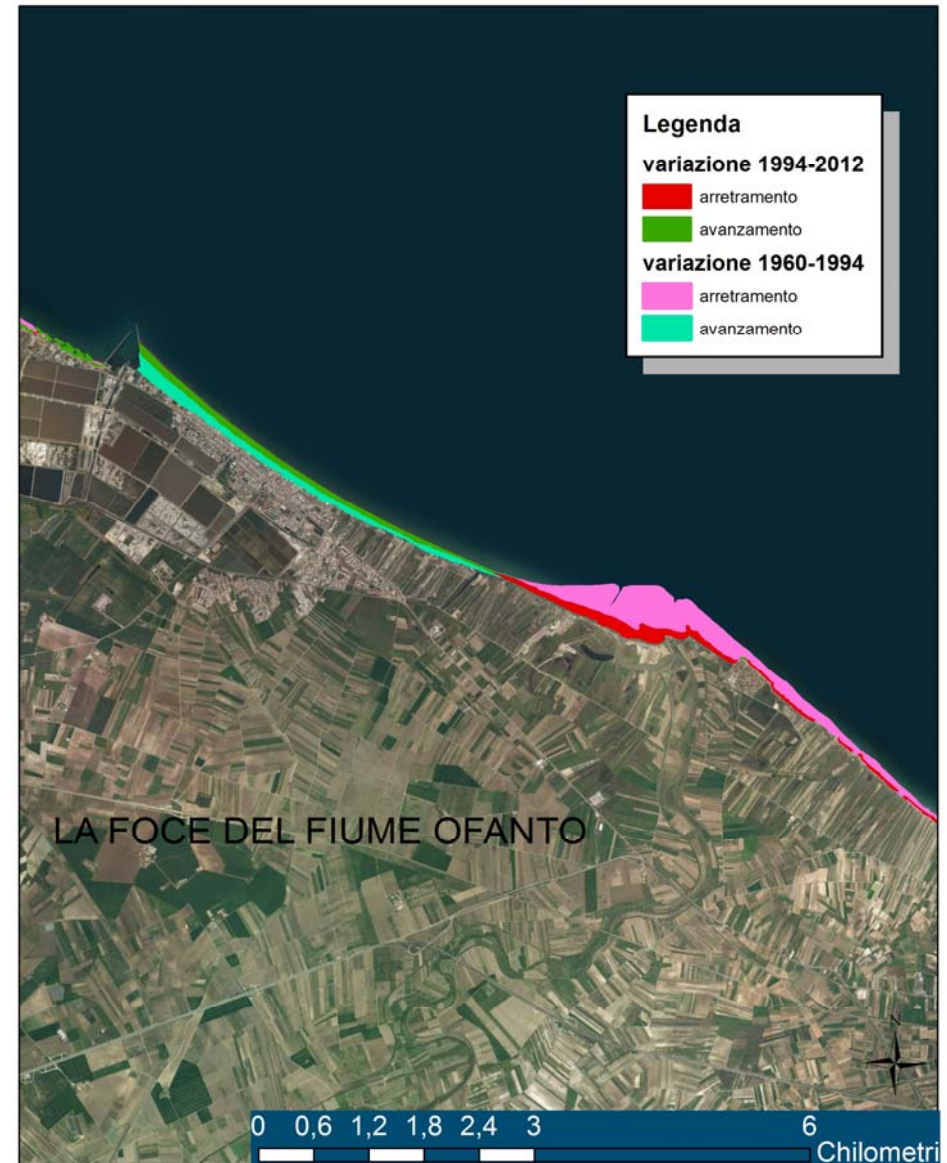 Legenda
variazione 1994-2012
arretramento
avanzamento
variazione 1960-1994
arretramento
avanzamento
LA FOCE DEL FIUME OFANTO
N
0 0,6 1,2 1,8 2,4 3 6
Chilometri